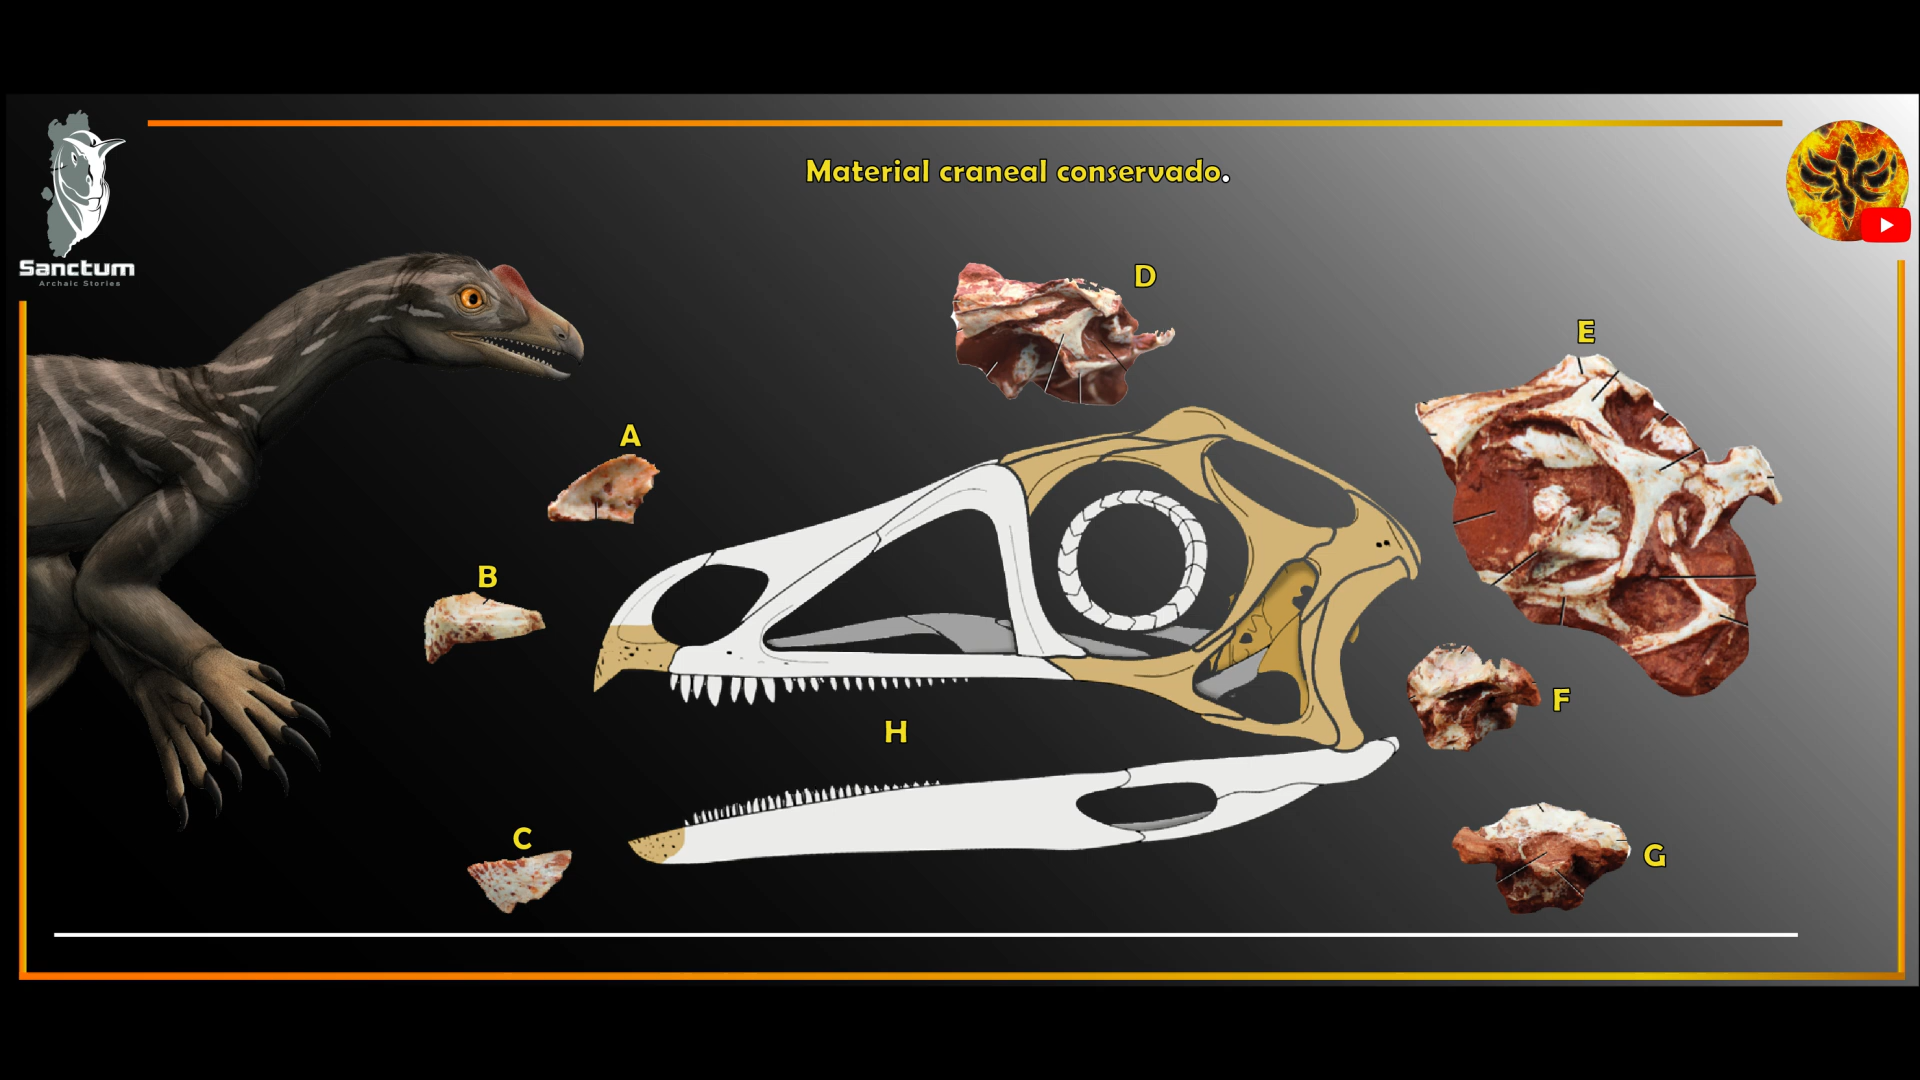 Material craneal conservado.
Sanctum
Archaic Stories
D
E
A
B
F
H
C
G